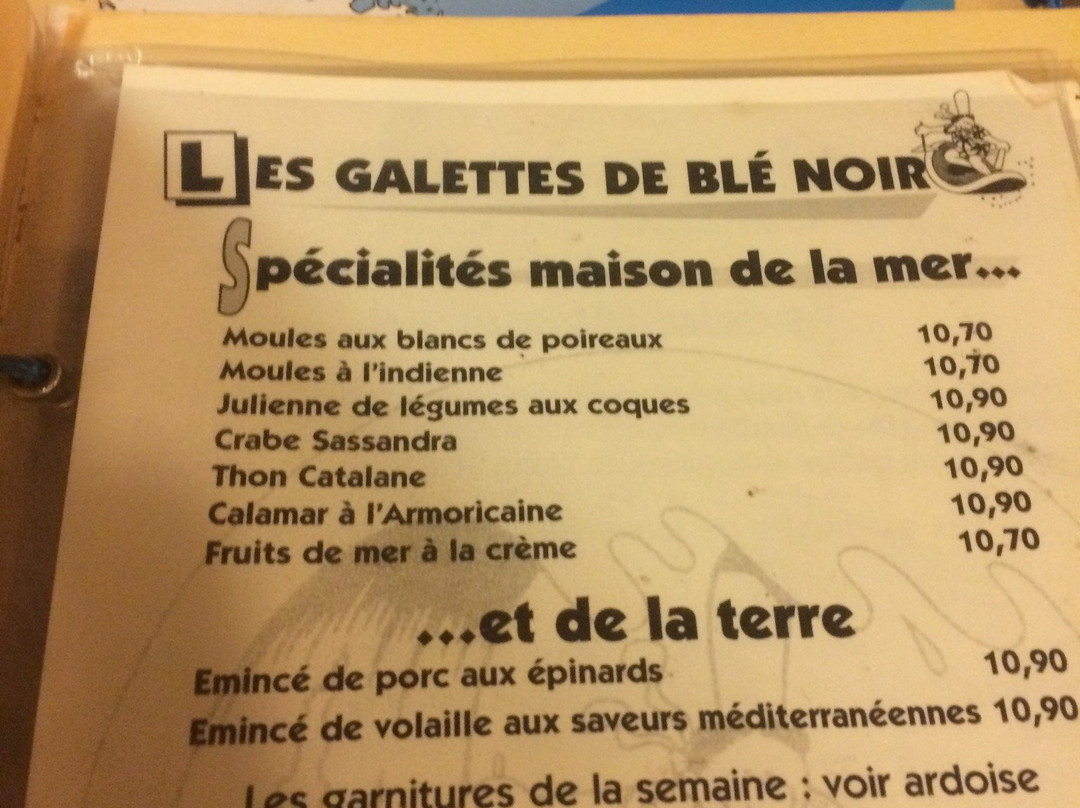 LES GALETTES DE BLÉ NOIR
Spécialités maison de la mer...
Moules aux blancs de poireaux 10,70
Moules à l'indienne 10,70
Julienne de légumes aux coques 10,90
Crabe Sassandra 10,90
Thon Catalane 10,90
Calamar à l'Armoricaine 10,90
Fruits de mer à la crème 10,70
...et de la terre
Emincé de porc aux épinards 10,90
Emincé de volaille aux saveurs méditerranéennes 10,90
Les garnitures de la semaine : voir ardoise